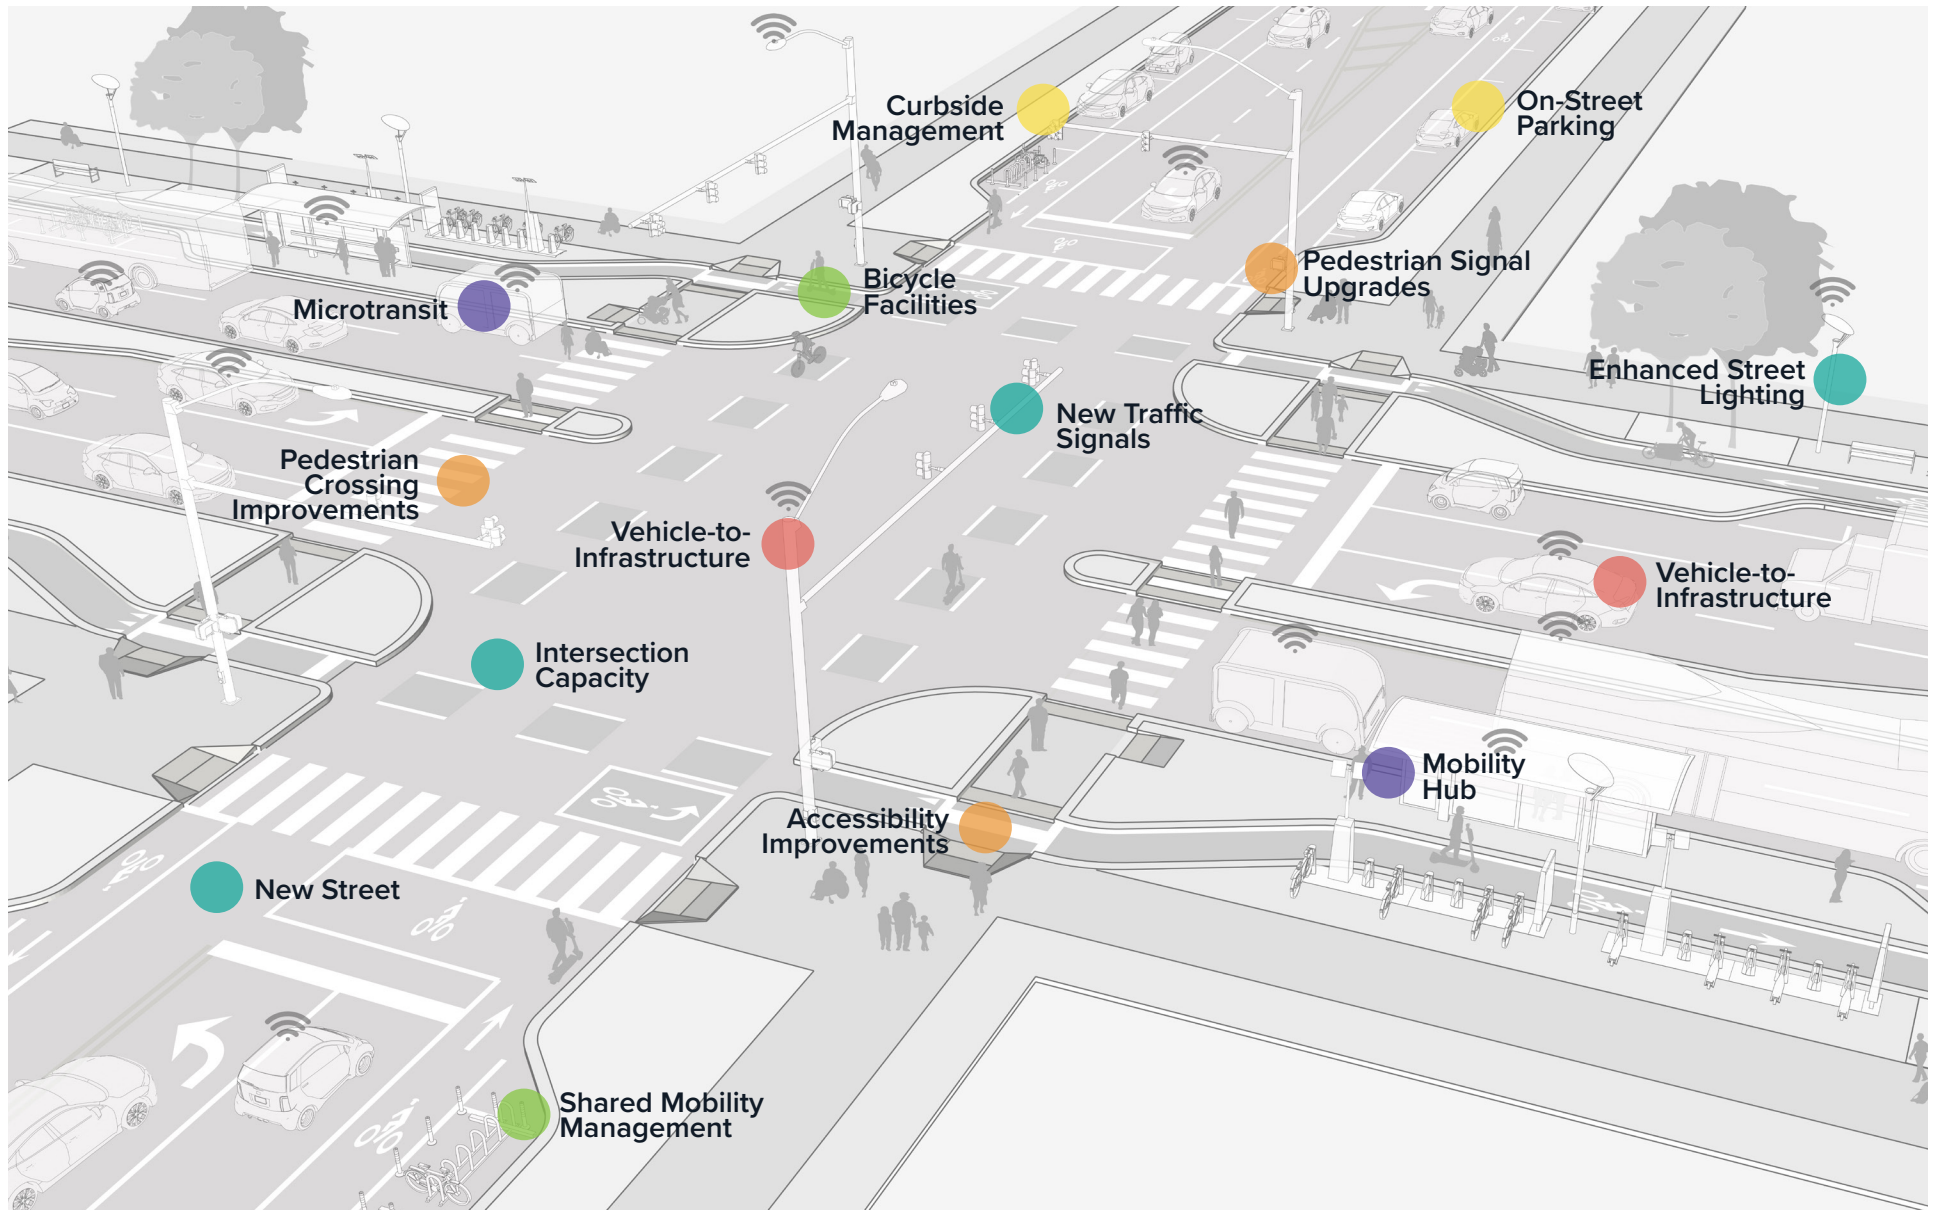 Curbside
Management
On-Street
Parking
Microtransit
Bicycle
Facilities
Pedestrian Signal
Upgrades
Enhanced Street
Lighting
New Traffic
Signals
Pedestrian
Crossing
Improvements
Vehicle-to-
Infrastructure
Vehicle-to-
Infrastructure
Intersection
Capacity
Mobility
Hub
Accessibility
Improvements
New Street
Shared Mobility
Management